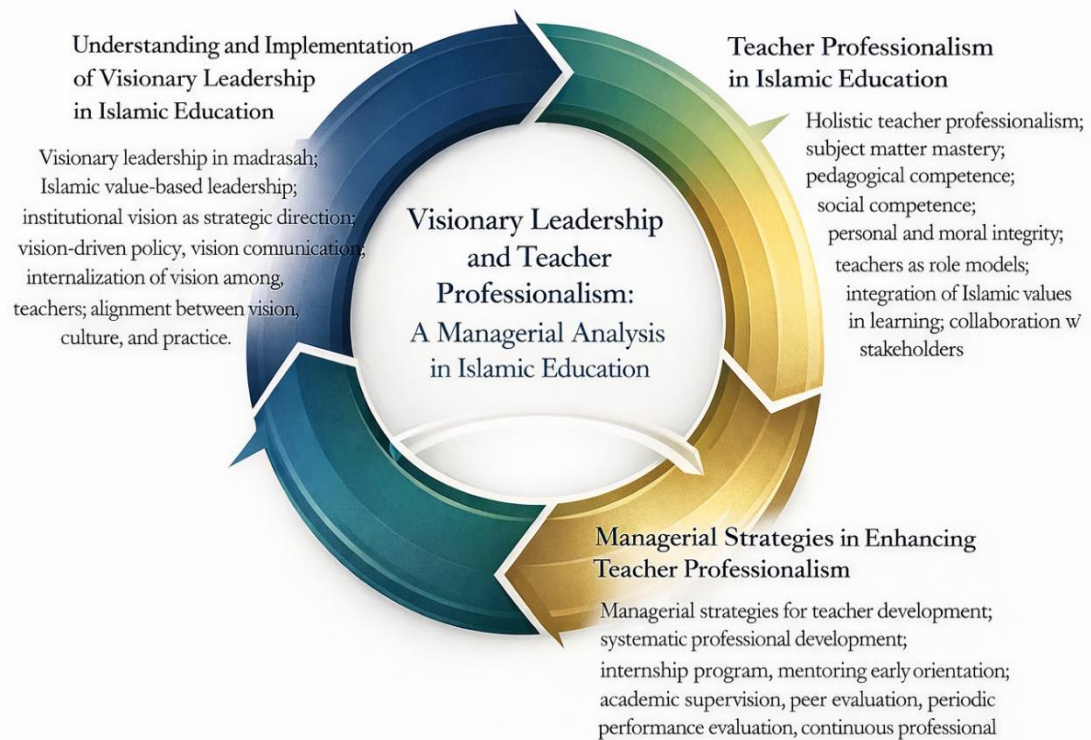 Understanding and Implementation
of Visionary Leadership
in Islamic Education
Visionary leadership in madrasah;
Islamic value-based leadership;
institutional vision as strategic direction;
vision-driven policy, vision comiunication;
internalization of vision among,
teachers; alignment between vision,
culture, and practice.
Teacher Professionalism
in Islamic Education
Holistic teacher professionalism;
subject matter mastery;
pedagogical competence;
social competence;
personal and moral integrity;
teachers as role models;
integration of Islamic values
in learning; collaboration w
stakeholders
Visionary Leadership
and Teacher
Professionalism:
A Managerial Analysis
in Islamic Education
Managerial Strategies in Enhancing
Teacher Professionalism
Managerial strategies for teacher development;
systematic professional development;
internship program, mentoring early orientation;
academic supervision, peer evaluation, periodic
performance evaluation, continuous professional